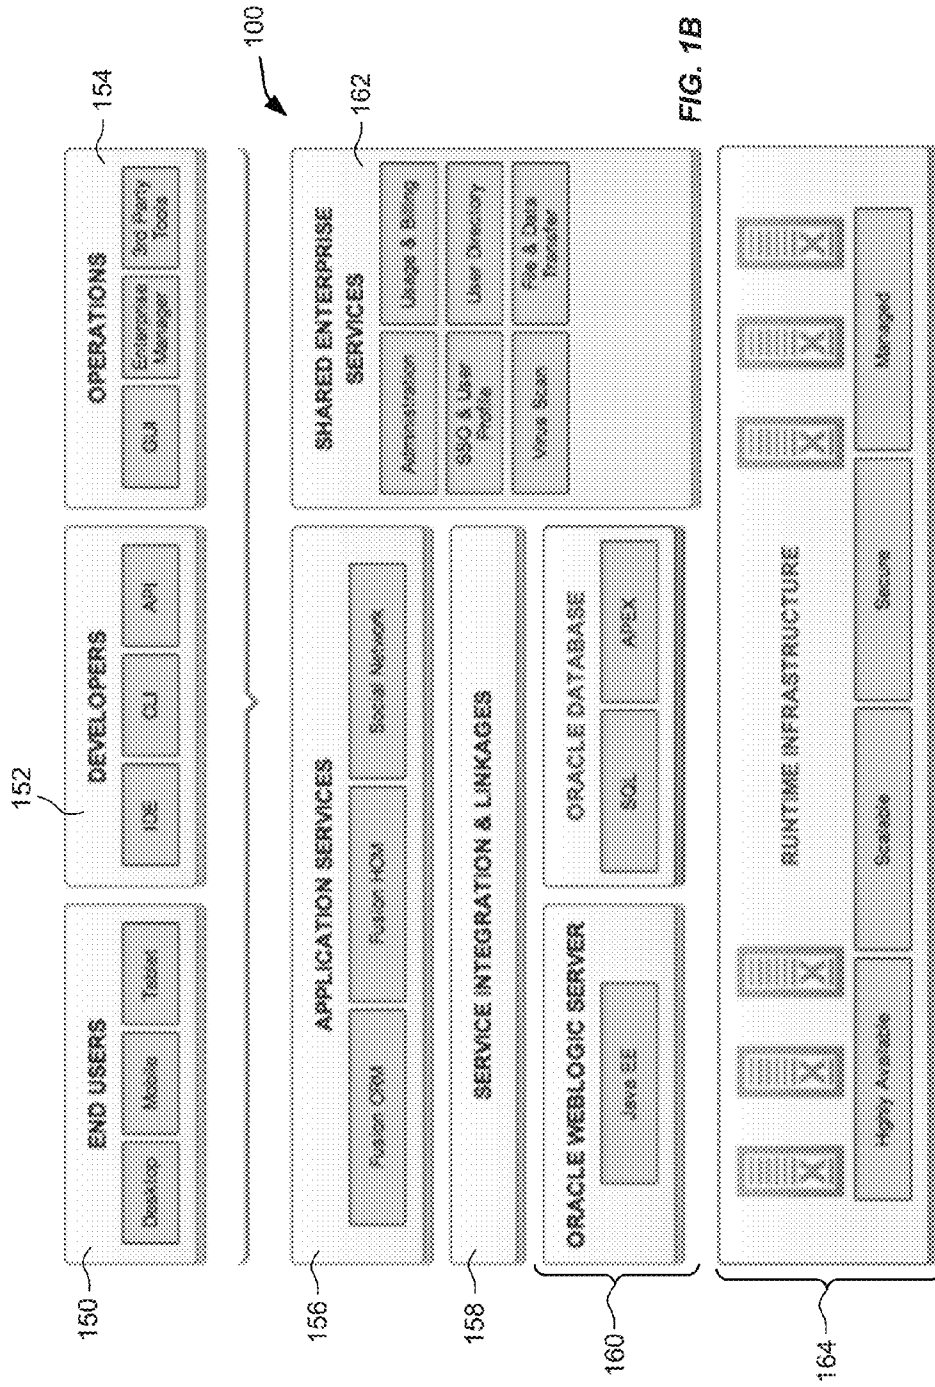 152
154
150
END USERS
Desktop
Mobile
Tablet
DEVELOPERS
IDE
CLI
API
OPERATIONS
GUI
Enterprise
Manager
3rd Party
Tools
100
156
APPLICATION SERVICES
Fusion CRM
Fusion HCM
Social Network
158
SERVICE INTEGRATION & LINKAGES
160
ORACLE WEBLOGIC SERVER
Java EE
ORACLE DATABASE
SQL
APEX
162
SHARED ENTERPRISE
SERVICES
Administration
Usage & Billing
SSO & User
Profile
User Directory
Virus Scan
File & Data
Transfer
FIG. 1B
164
RUNTIME INFRASTRUCTURE
Highly Available
Scalable
Secure
Managed